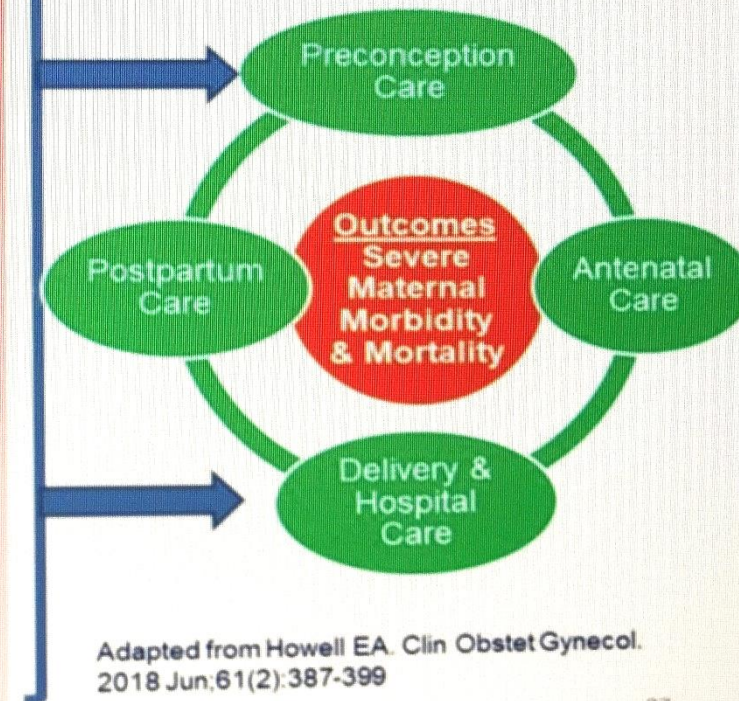 Preconception
Care
Outcomes
Severe
Maternal
Morbidity
& Mortality
Postpartum
Care
Antenatal
Care
Delivery &
Hospital
Care
Adapted from Howell EA. Clin Obstet Gynecol.
2018 Jun;61(2):387-399